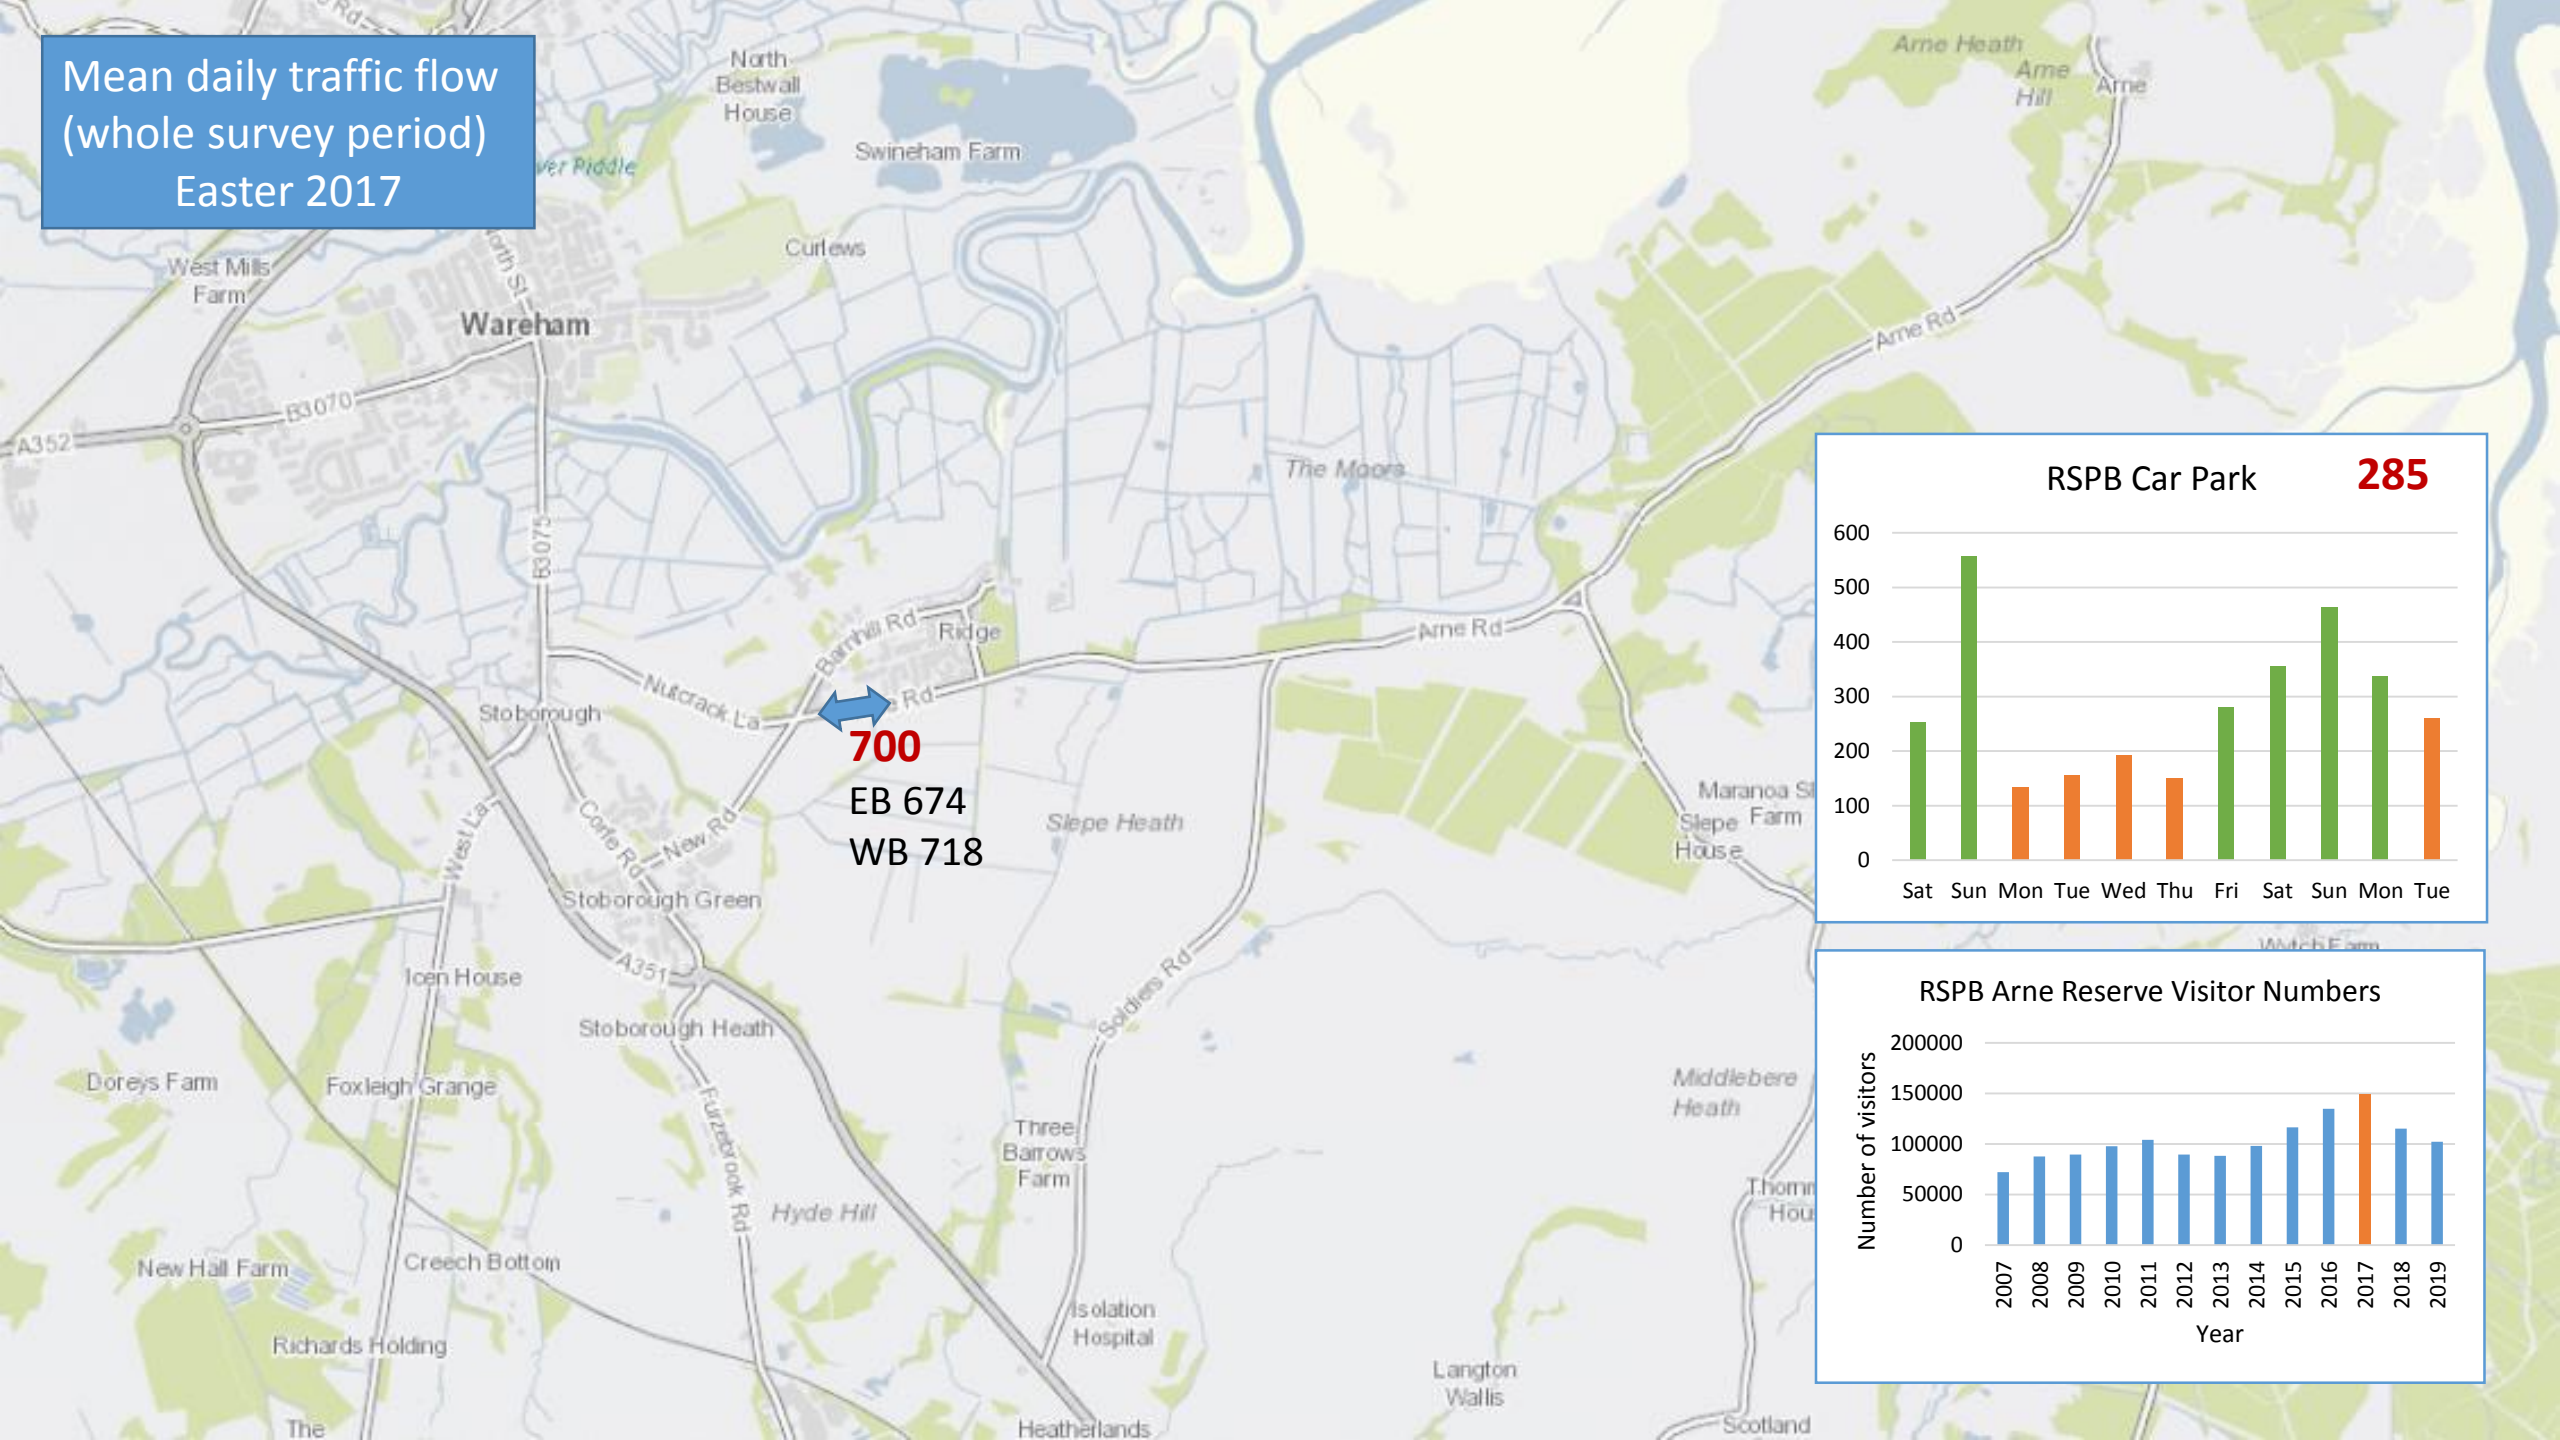 Mean daily traffic flow
(whole survey period)
Easter 2017
North
Bestwall
House
Swineham Farm
Arne Heath
Arne
Hill
Arne
Curlews
West Mills
Farm
North St
Wareham
B3070
A352
Arne Rd
The Moors
B3075
Barnhill Rd
Ridge
Arne Rd
Nutcrack La
Rd
Stoborough
700
EB 674
WB 718
Corfe Rd
New Rd
West La
Slepe Heath
Maranoa
Slepe Farm
House
Stoborough Green
A351
Icen House
Soldiers Rd
Stoborough Heath
Doreys Farm
Foxleigh Grange
Furzebrook Rd
Three
Barrows
Farm
Middlebere
Heath
Hyde Hill
New Hall Farm
Creech Bottom
Isolation
Hospital
Richards Holding
Langton
Wallis
The
Heatherlands
Scotland
RSPB Car Park 285
600
500
400
300
200
100
0
Sat Sun Mon Tue Wed Thu Fri Sat Sun Mon Tue
RSPB Arne Reserve Visitor Numbers
Number of visitors
200000
150000
100000
50000
0
2007 2008 2009 2010 2011 2012 2013 2014 2015 2016 2017 2018 2019
Year